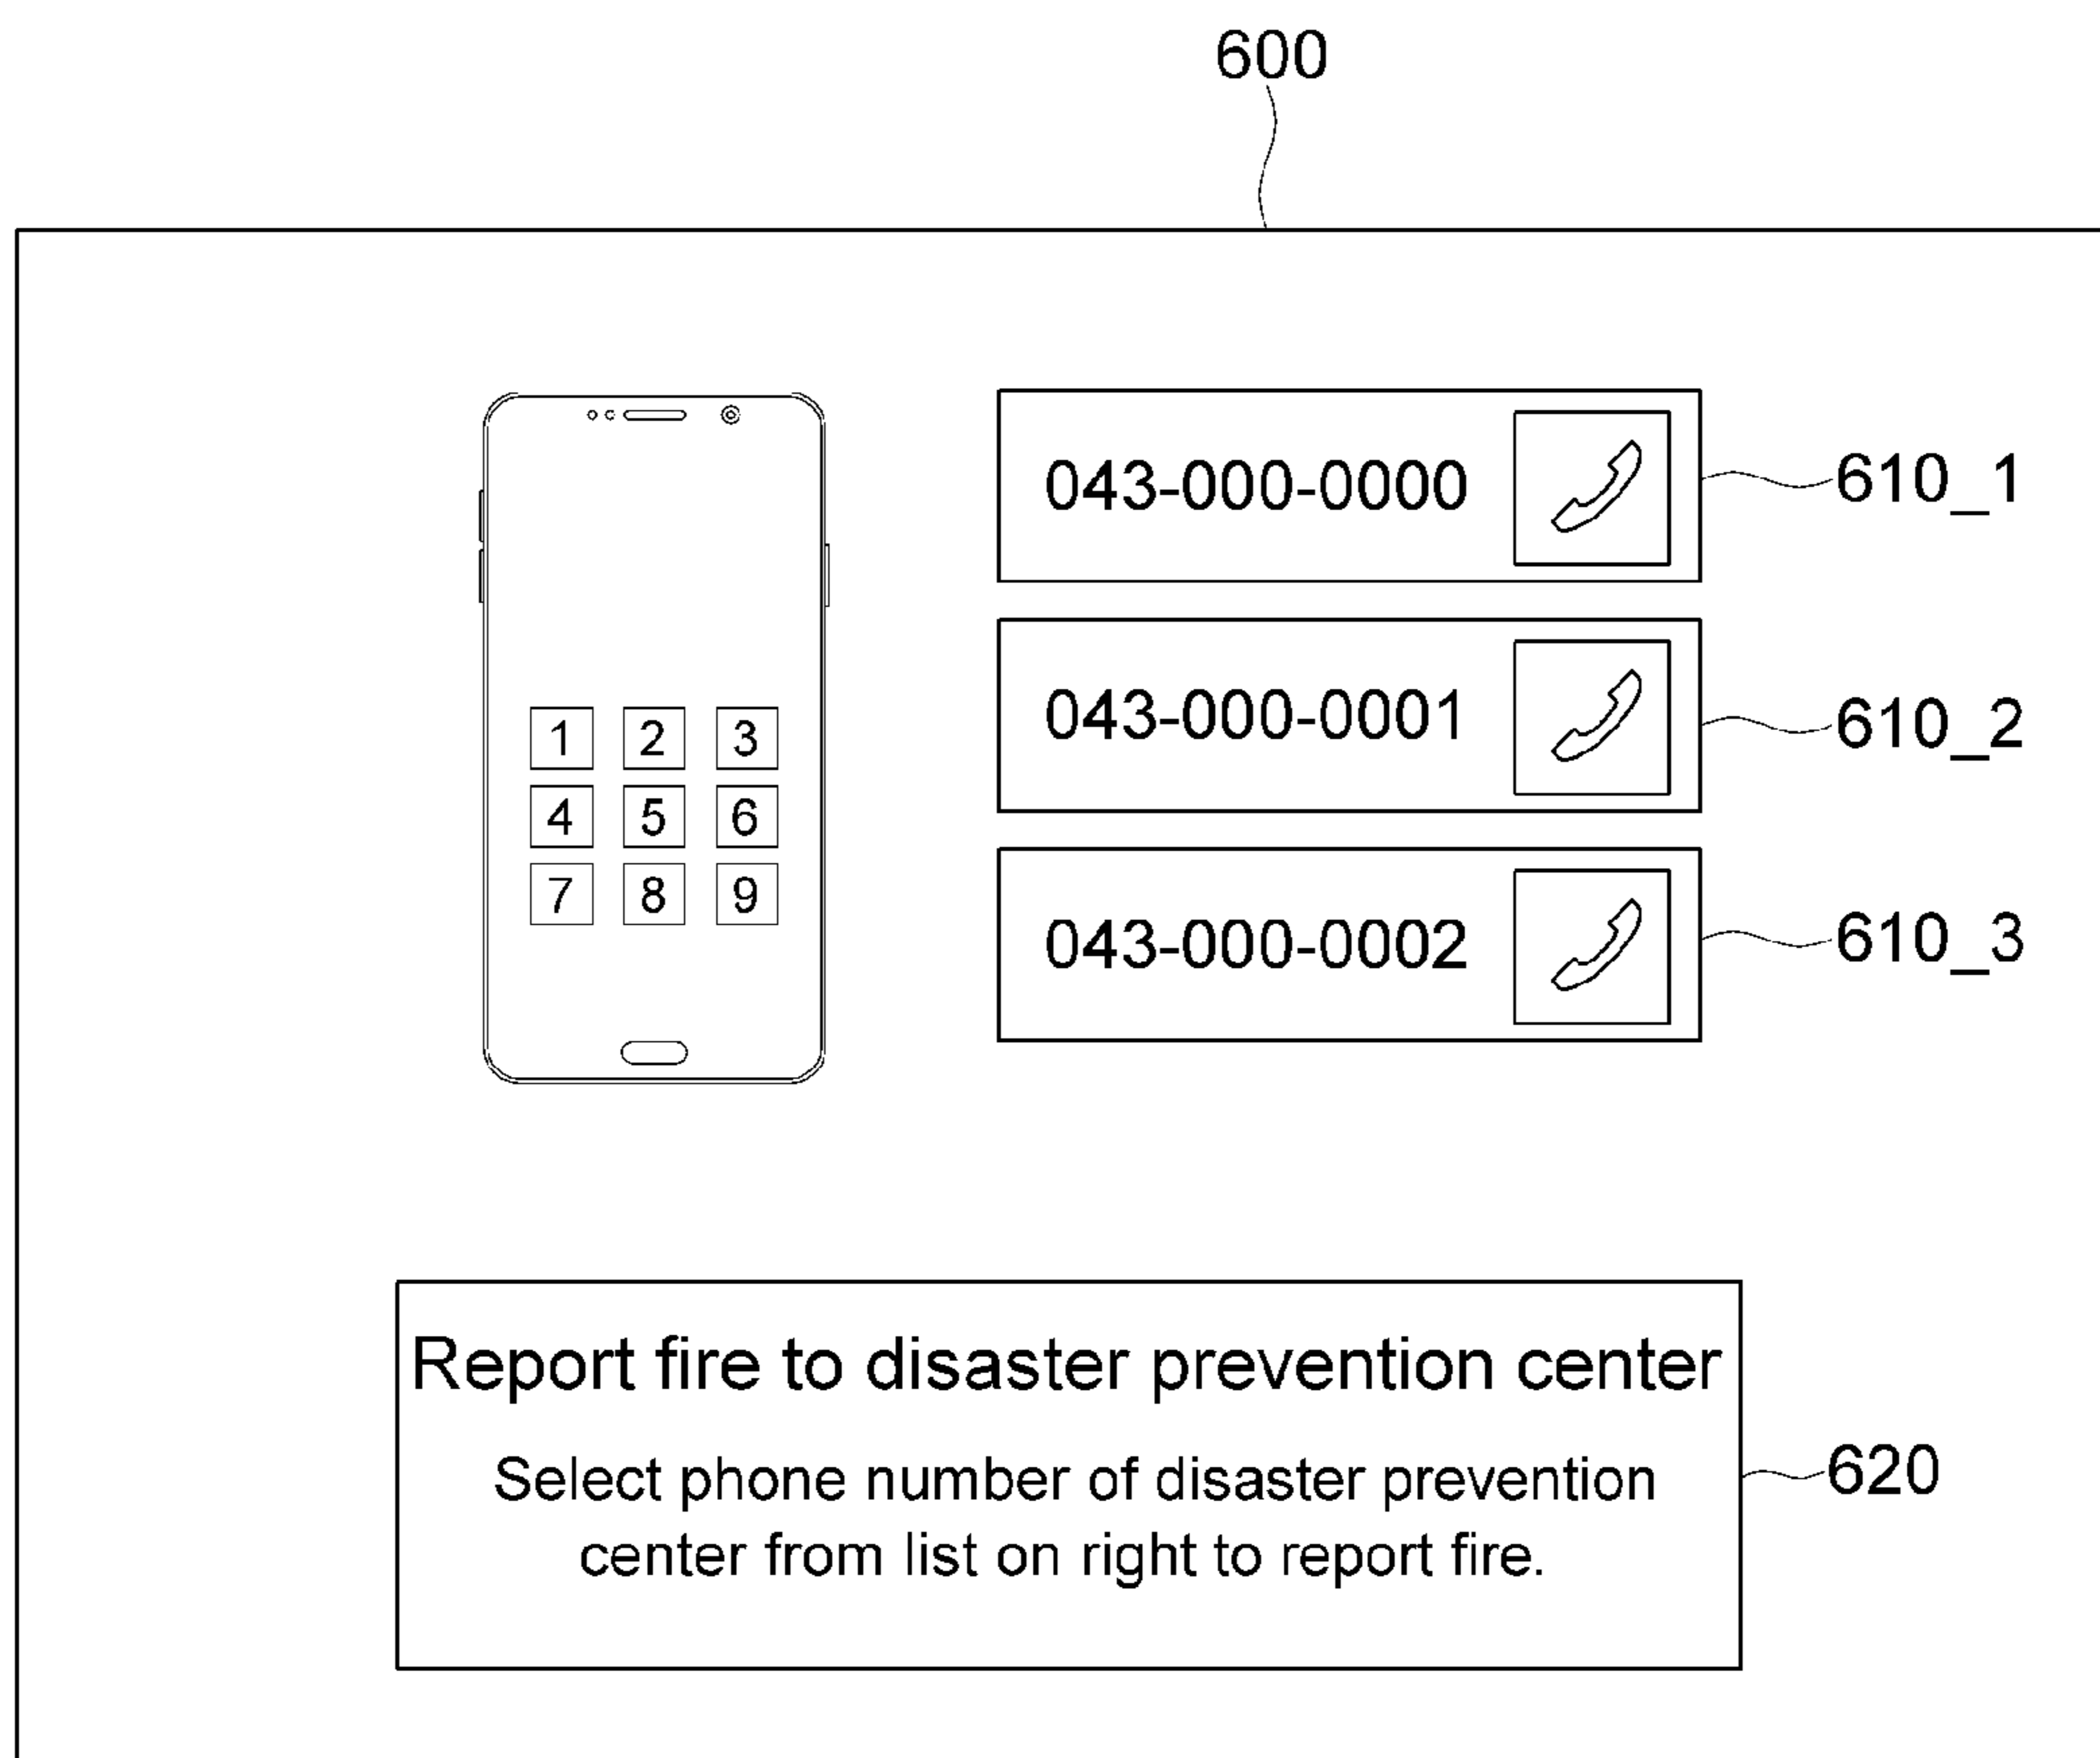 600
043-000-0000
610_1
1 2 3
4 5 6
7 8 9
043-000-0001
610_2
043-000-0002
610_3
Report fire to disaster prevention center
Select phone number of disaster prevention
center from list on right to report fire.
620